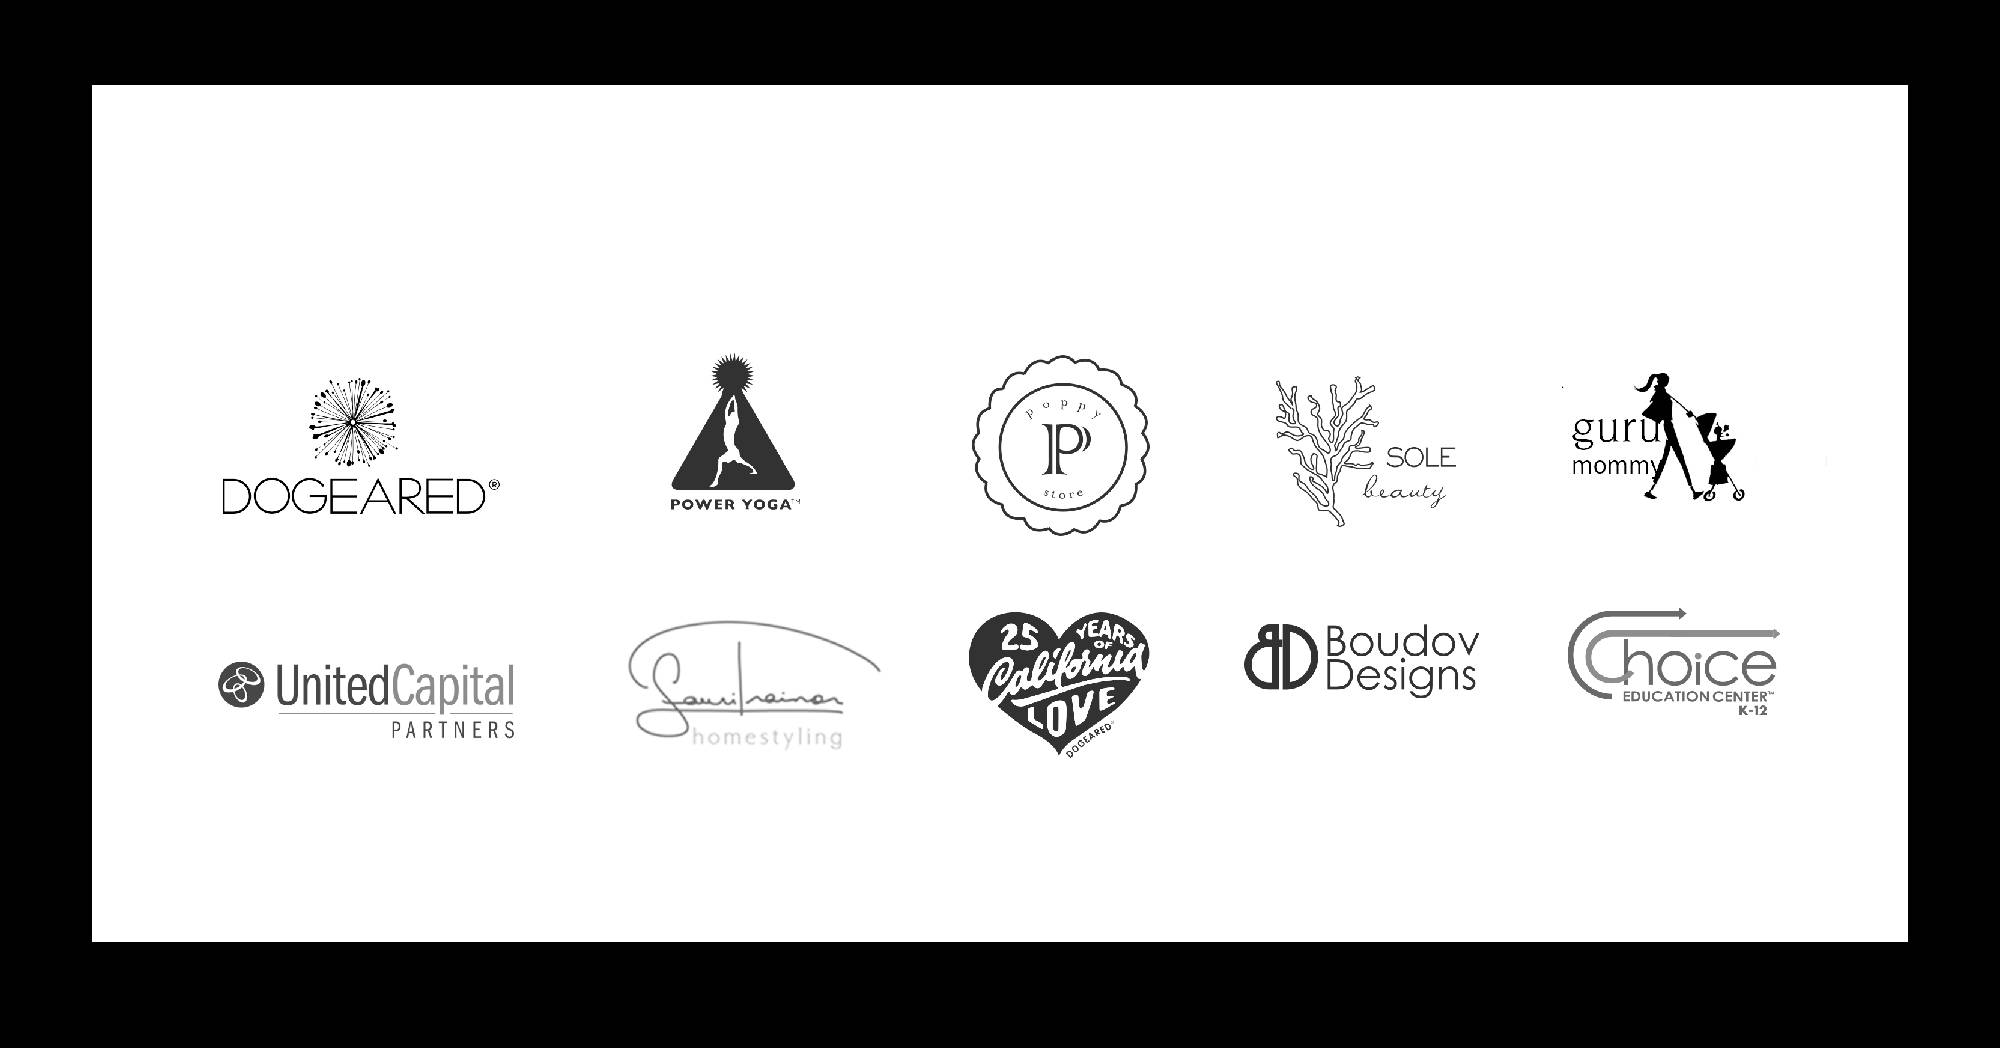 DOGEARED®
POWER YOGA™
poppy
P
store
SOLE
beauty
guru
mommy
UnitedCapital
PARTNERS
homestyling
25 YEARS
OF
California
LOVE
DOGEARED
BD
Boudov
Designs
Choice
EDUCATION CENTER™
K-12